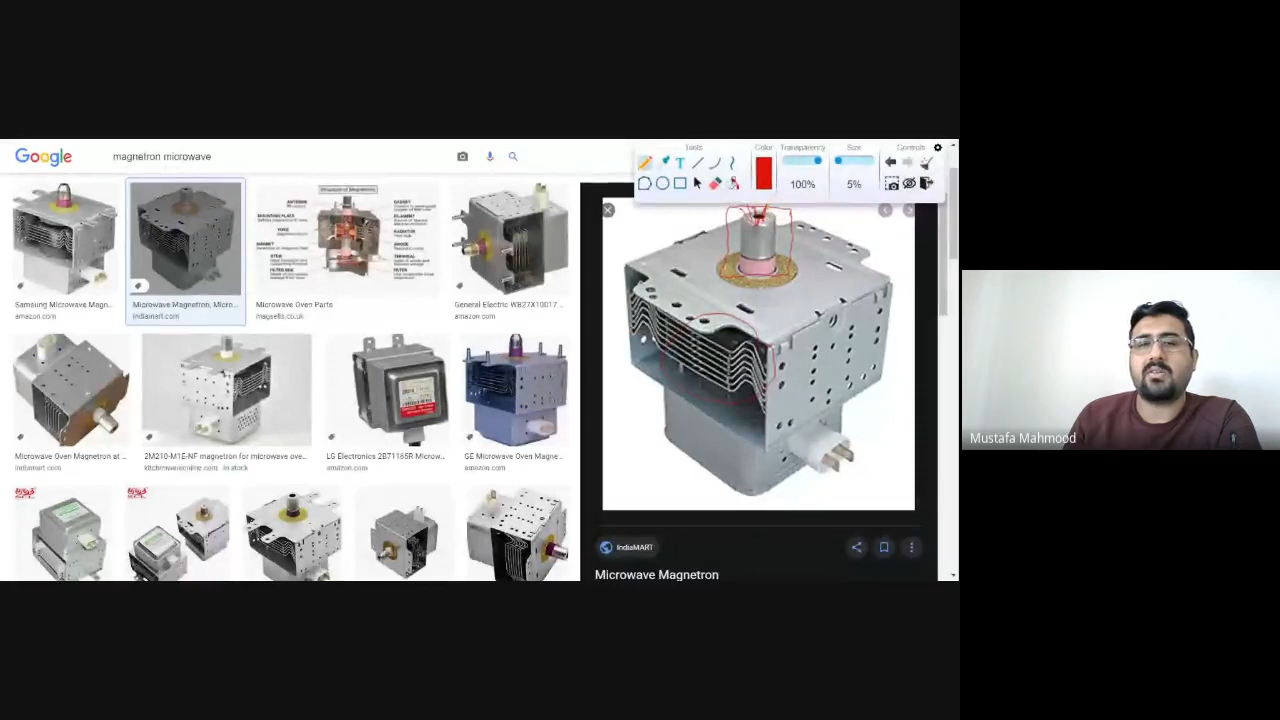 Google
magnetron microwave
Tools
Color
Transparency
Size
Controls
100%
5%
Samsung Microwave Magn...
amazon.com
Microwave Magnetron, Micro...
indiamart.com
Microwave Oven Parts
magsells.co.uk
General Electric WB27X10017 ...
amazon.com
Microwave Oven Magnetron at ...
indiamart.com
2M210-M1E-NF magnetron for microwave ove...
In stock
LG Electronics 2B71165R Microw...
amazon.com
GE Microwave Oven Magne...
amazon.com
IndiaMART
Microwave Magnetron
Mustafa Mahmood